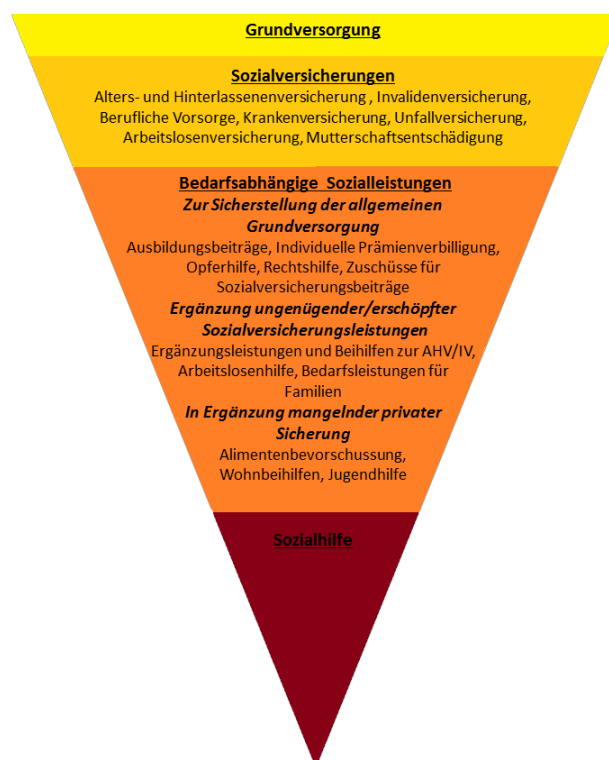 Grundversorgung
Sozialversicherungen
Alters- und Hinterlassenenversicherung , Invalidenversicherung,
Berufliche Vorsorge, Krankenversicherung, Unfallversicherung,
Arbeitslosenversicherung, Mutterschaftsentschädigung
Bedarfsabhängige Sozialleistungen
Zur Sicherstellung der allgemeinen
Grundversorgung
Ausbildungsbeiträge, Individuelle Prämienverbilligung,
Opferhilfe, Rechtshilfe, Zuschüsse für
Sozialversicherungsbeiträge
Ergänzung ungenügender/erschöpfter
Sozialversicherungsleistungen
Ergänzungsleistungen und Beihilfen zur AHV/IV,
Arbeitslosenhilfe, Bedarfsleistungen für
Familien
In Ergänzung mangelnder privater
Sicherung
Alimentenbevorschussung,
Wohnbeihilfen, Jugendhilfe
Sozialhilfe